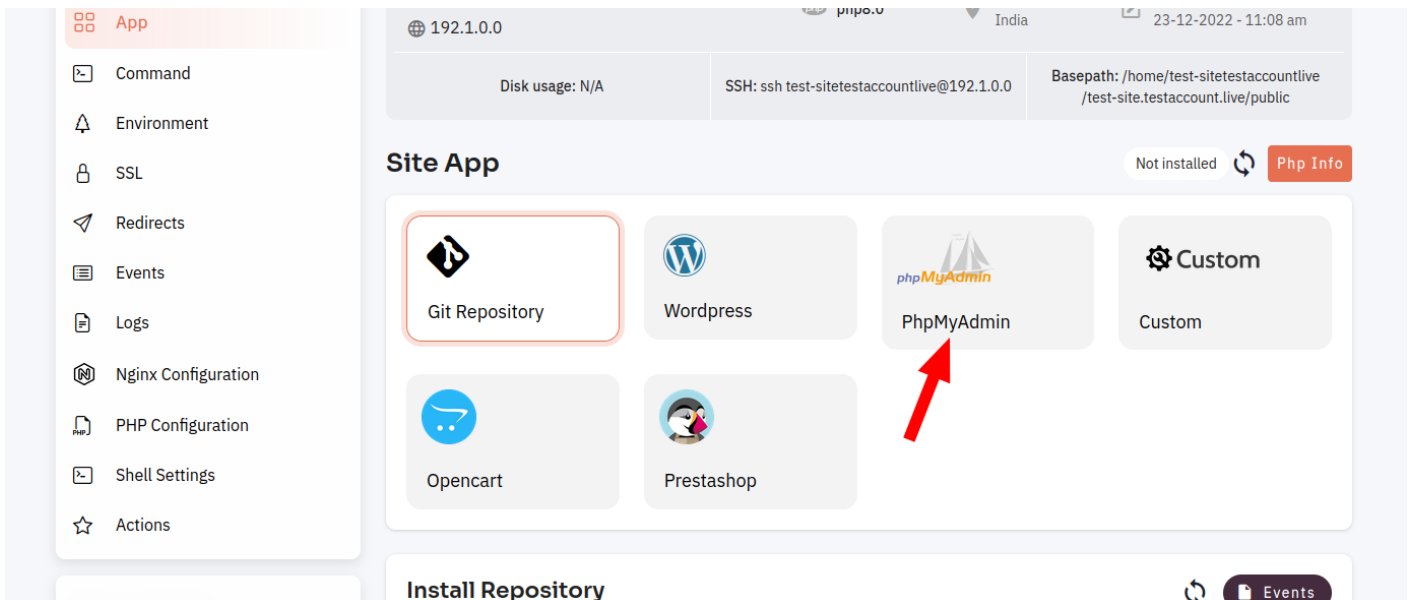 App
Command
Environment
SSL
Redirects
Events
Logs
Nginx Configuration
PHP
PHP Configuration
Shell Settings
Actions
192.1.0.0
php8.0
India
23-12-2022 - 11:08 am
Disk usage: N/A
SSH: ssh test-sitetestaccountlive@192.1.0.0
Basepath: /home/test-sitetestaccountlive
/test-site.testaccount.live/public
Site App
Not installed
Php Info
Git Repository
Wordpress
phpMyAdmin
PhpMyAdmin
Custom
Custom
Opencart
Prestashop
Install Repository
Events